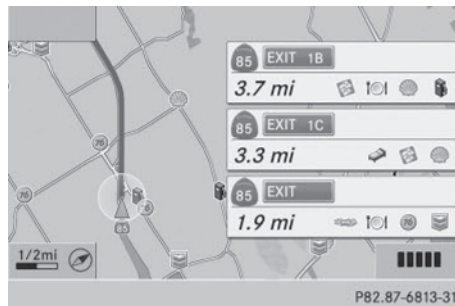 85 EXIT 1B
3.7 mi
85 EXIT 1C
3.3 mi
85 EXIT
1.9 mi 76
76
76
76
85
1/2mi
P82.87-6813-31